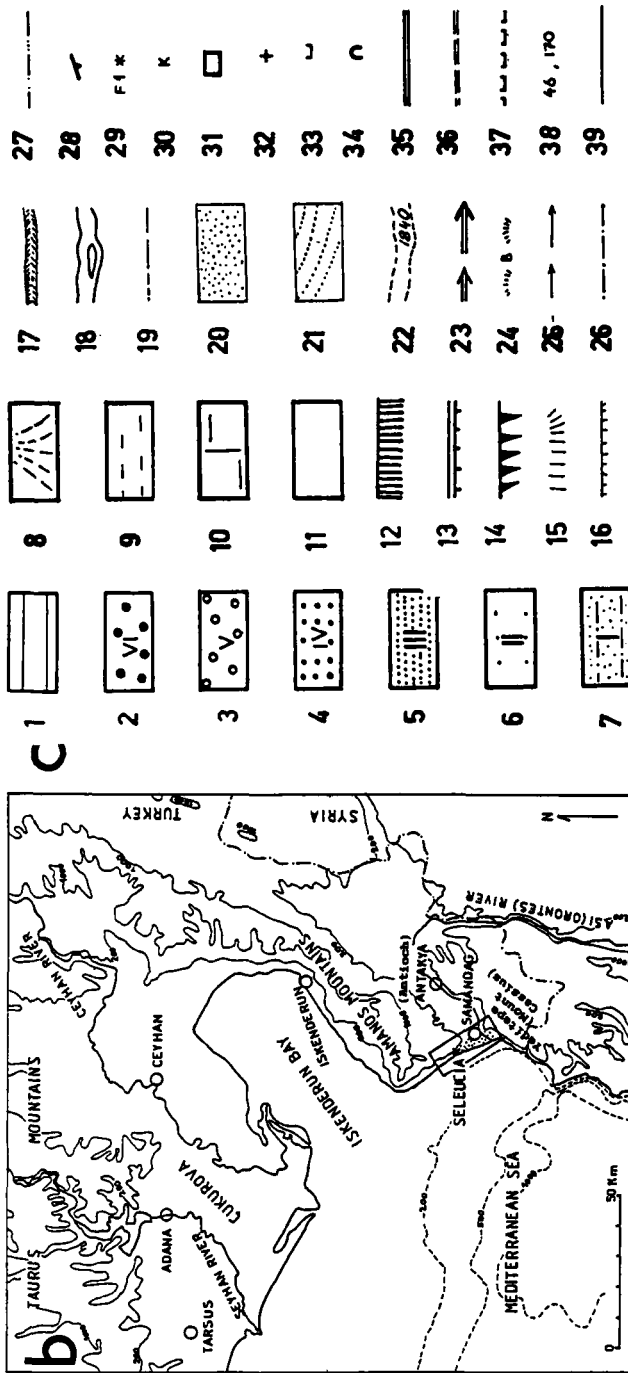 b
TAURUS
MOUNTAINS
CEYHAN RIVER
TURKEY
CEYHAN
ADANA
TARSUS
ÇUKUROVA
SEYHAN RIVER
ISKENDERUN BAY
ISKENDERUN
AMANOS MOUNTAINS
SYRIA
(Antioch)
ANTAKYA
SAMANDAG
SELEUCIA
(Mount
ASI (ORONTES) RIVER
MEDITERRANEAN SEA
N
0
50 Km
C
1
2 VI
3 V
4 IV
5 III
6 II
7 I
8
9
10
11
12
13
14
15
16
17
18
19
20
21
22 1840
23
24 B
25
26
27
28
29 F1 *
30 K
31
32 +
33
34
35
36
37
38 46, 170
39